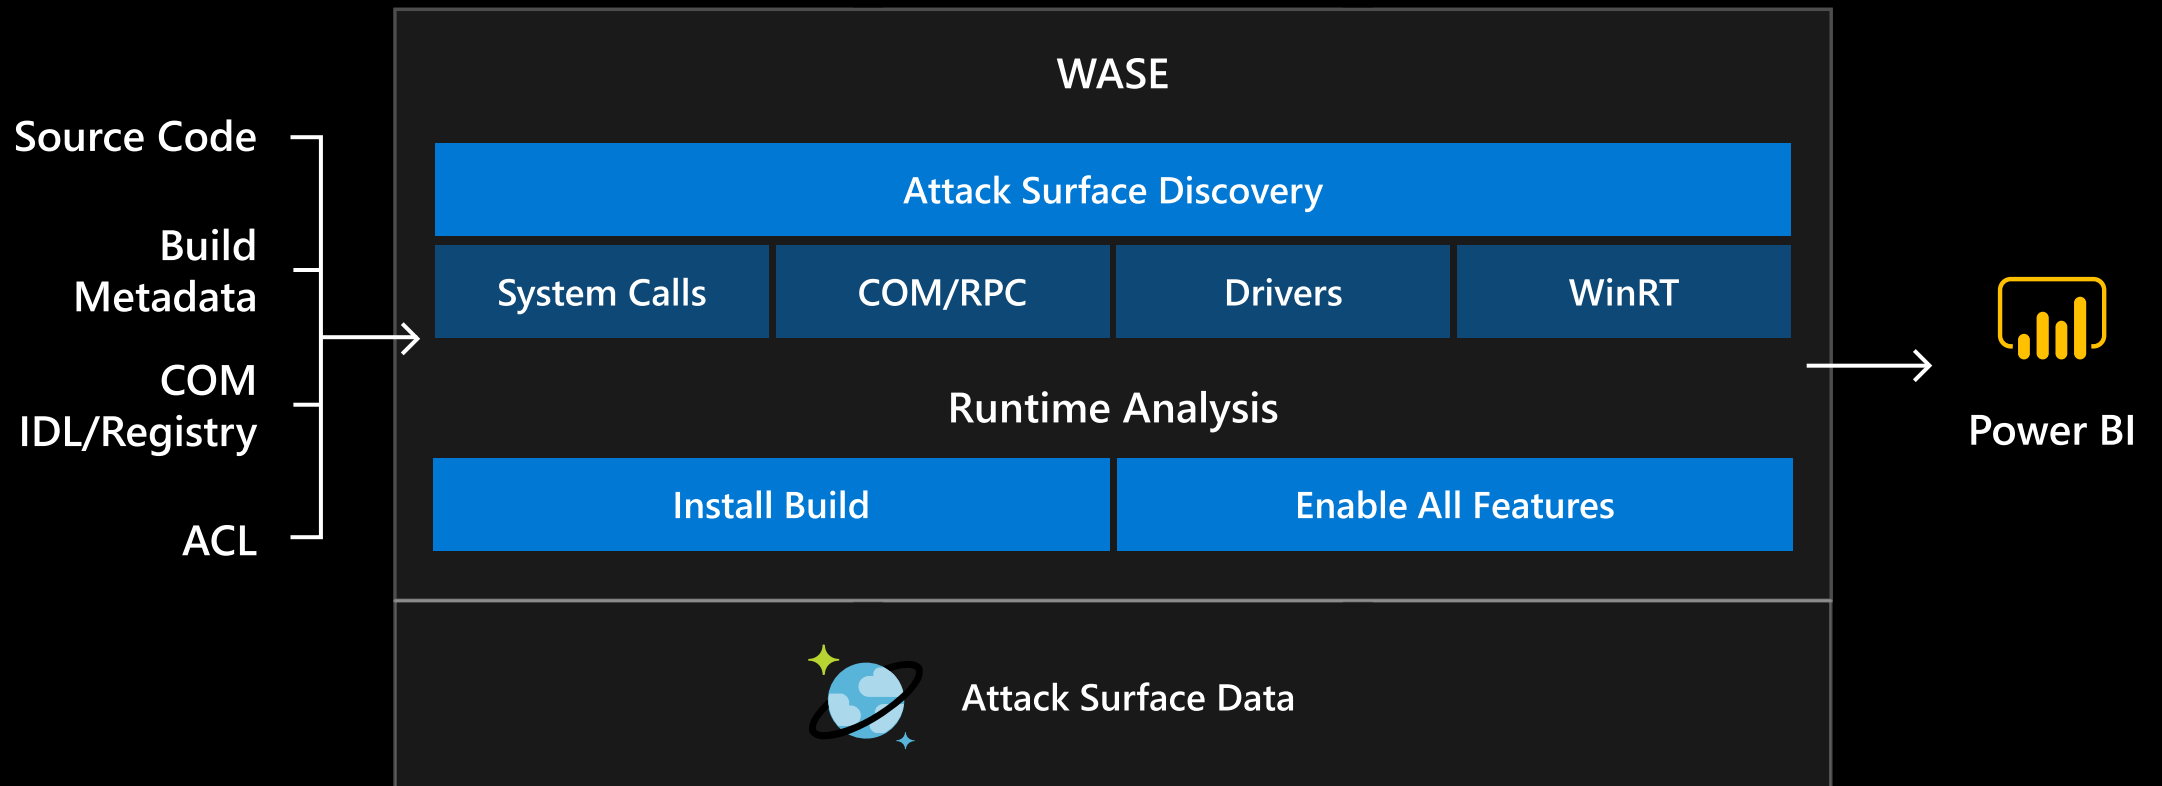 Source Code
Build
Metadata
COM
IDL/Registry
ACL
WASE
Attack Surface Discovery
System Calls
COM/RPC
Drivers
WinRT
Runtime Analysis
Install Build
Enable All Features
Attack Surface Data
Power BI